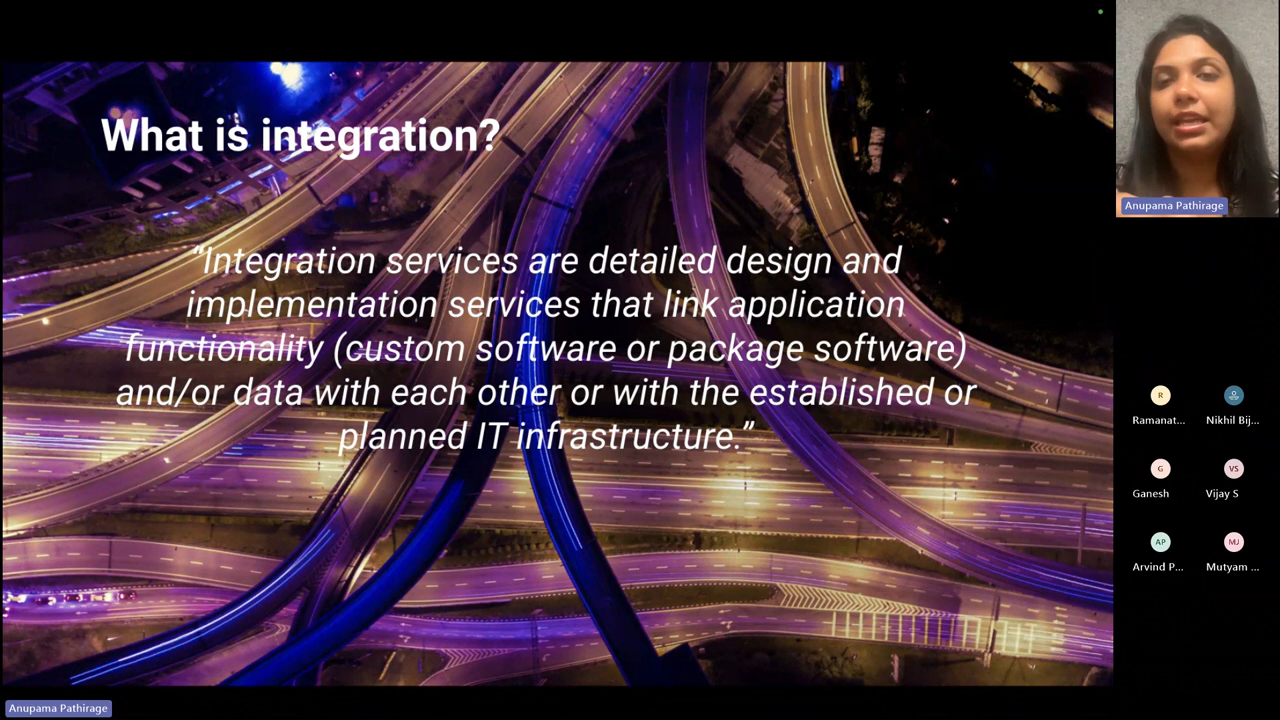 What is integration?
“Integration services are detailed design and
implementation services that link application
functionality (custom software or package software)
and/or data with each other or with the established or
planned IT infrastructure.”
Anupama Pathirage
R
Ramanat...
Nikhil Bij...
G
Ganesh
VS
Vijay S
AP
Arvind P...
MJ
Mutyam ...
Anupama Pathirage